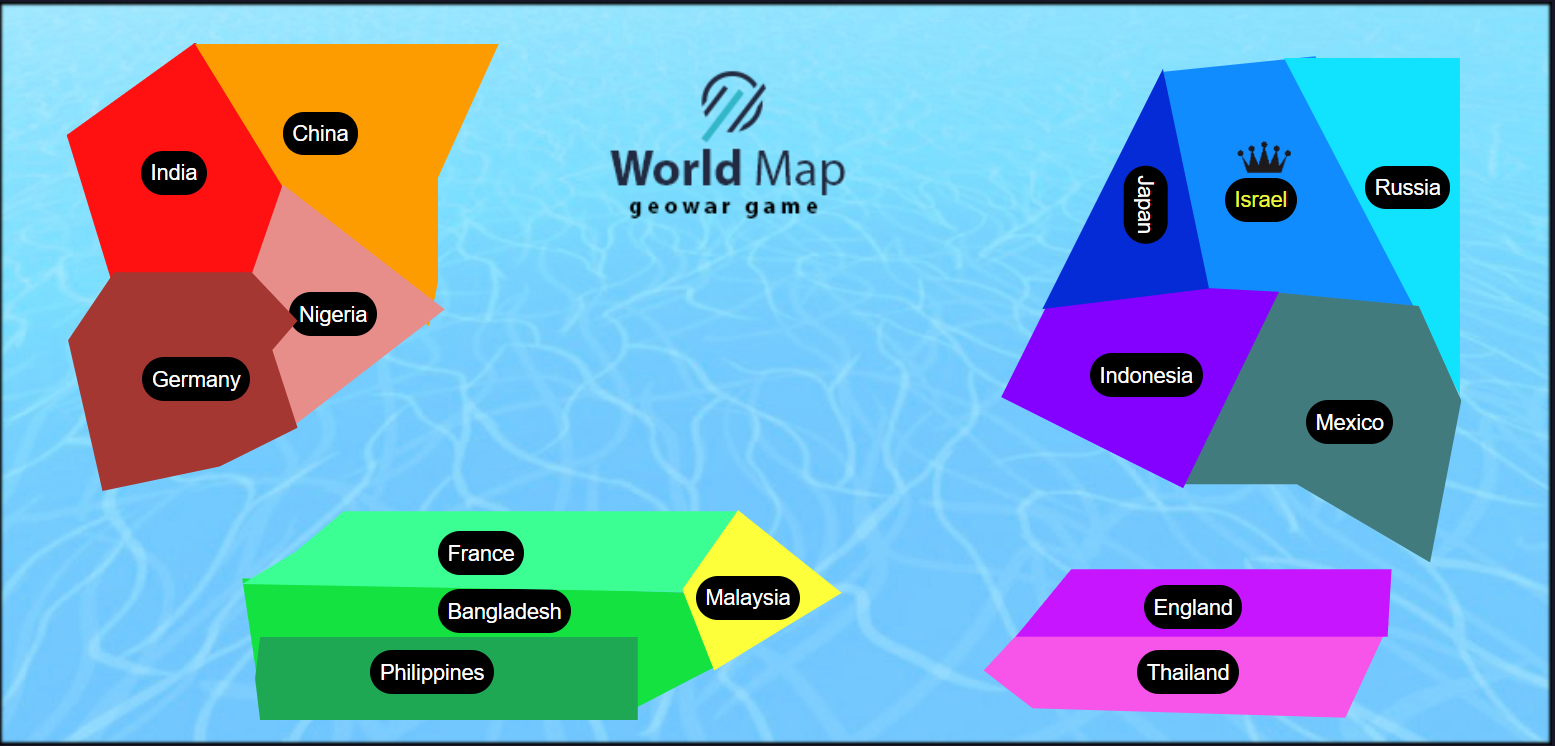 World Map
geowar game
China
India
Nigeria
Germany
Japan
Israel
Russia
Indonesia
Mexico
France
Bangladesh
Malaysia
Philippines
England
Thailand